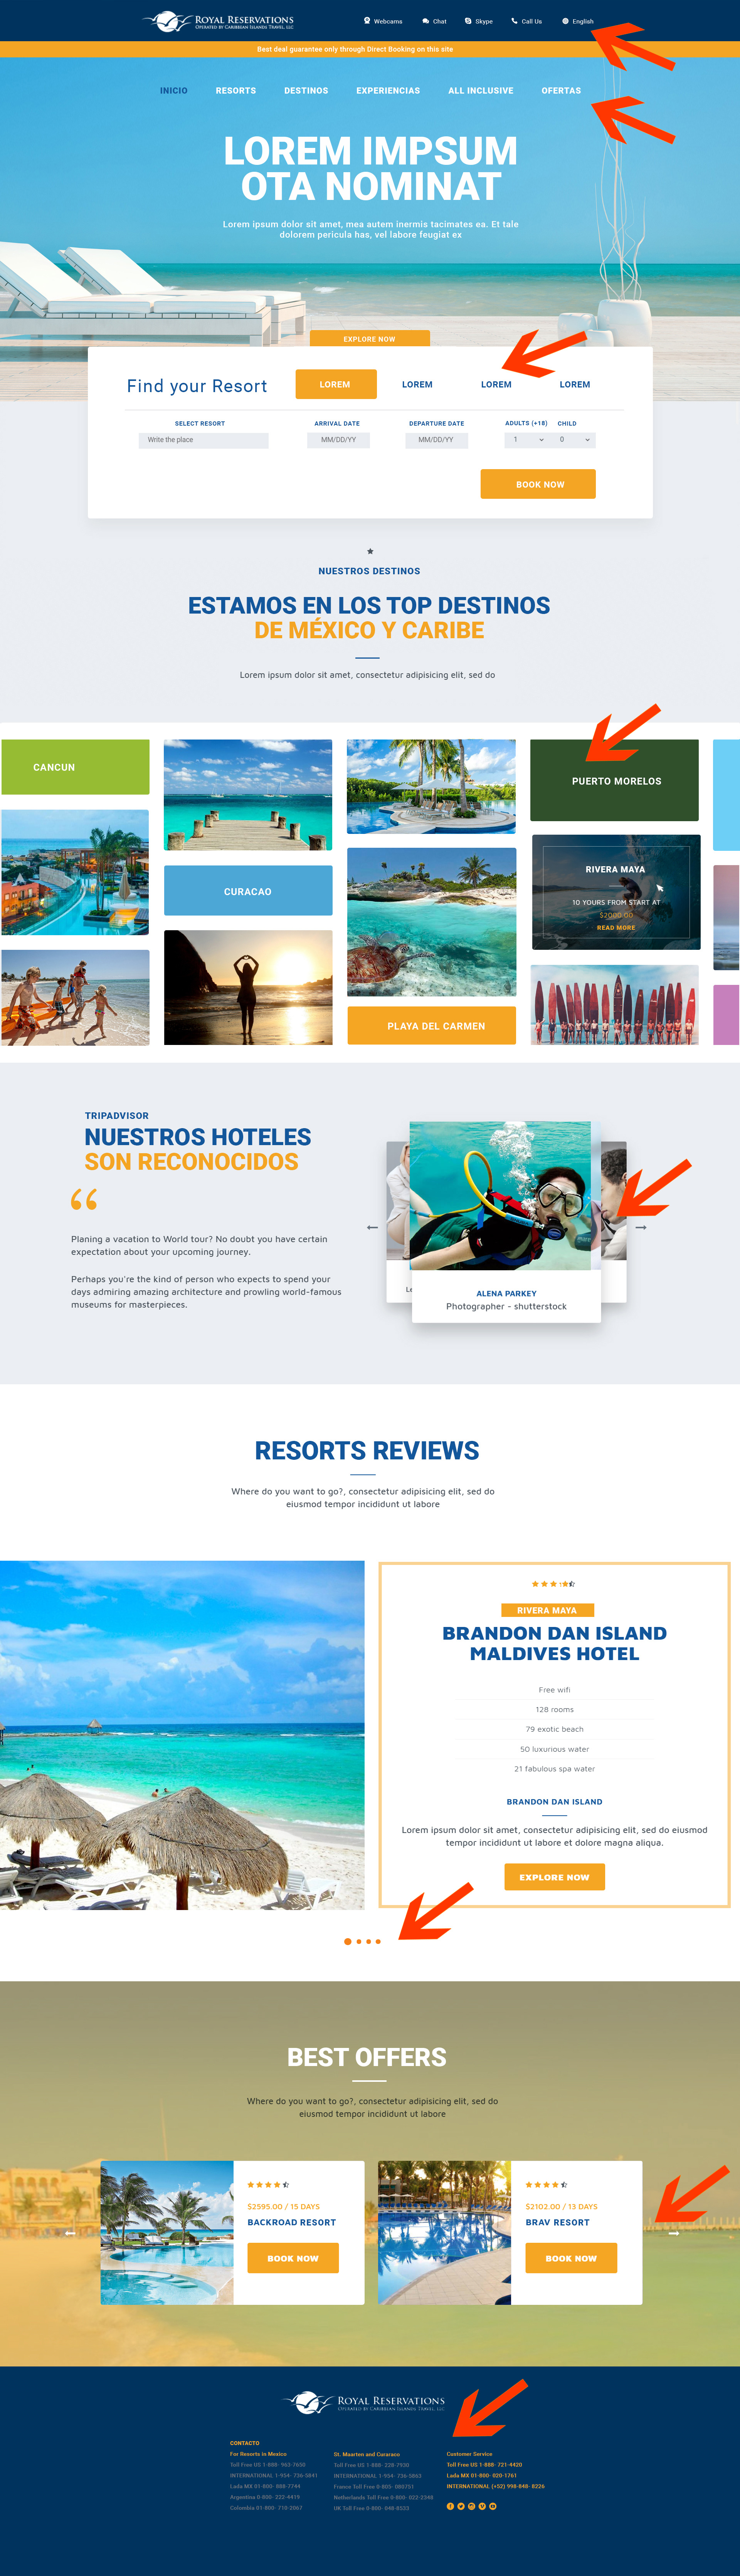 ROYAL RESERVATIONS
OPERATED BY CARIBBEAN ISLANDS TRAVEL, LLC
Webcams
Chat
Skype
Call Us
English
Best deal guarantee only through Direct Booking on this site
INICIO
RESORTS
DESTINOS
EXPERIENCIAS
ALL INCLUSIVE
OFERTAS
LOREM IMPSUM
OTA NOMINAT
Lorem ipsum dolor sit amet, mea autem inermis tacimates ea. Et tale
dolorem pericula has, vel labore feugiat ex
EXPLORE NOW
Find your Resort
LOREM
LOREM
LOREM
LOREM
SELECT RESORT
ARRIVAL DATE
DEPARTURE DATE
ADULTS (+18)
CHILD
Write the place
MM/DD/YY
MM/DD/YY
1
0
BOOK NOW
NUESTROS DESTINOS
ESTAMOS EN LOS TOP DESTINOS
DE MÉXICO Y CARIBE
Lorem ipsum dolor sit amet, consectetur adipisicing elit, sed do
CANCUN
PUERTO MORELOS
RIVERA MAYA
CURACAO
10 YOURS FROM START AT
$2000.00
READ MORE
PLAYA DEL CARMEN
TRIPADVISOR
NUESTROS HOTELES
SON RECONOCIDOS
“
Planing a vacation to World tour? No doubt you have certain
expectation about your upcoming journey.
Perhaps you're the kind of person who expects to spend your
days admiring amazing architecture and prowling world-famous
museums for masterpieces.
Le
ALENA PARKEY
Photographer - shutterstock
RESORTS REVIEWS
Where do you want to go?, consectetur adipisicing elit, sed do
eiusmod tempor incididunt ut labore
RIVERA MAYA
BRANDON DAN ISLAND
MALDIVES HOTEL
Free wifi
128 rooms
79 exotic beach
50 luxurious water
21 fabulous spa water
BRANDON DAN ISLAND
Lorem ipsum dolor sit amet, consectetur adipisicing elit, sed do eiusmod
tempor incididunt ut labore et dolore magna aliqua.
EXPLORE NOW
BEST OFFERS
Where do you want to go?, consectetur adipisicing elit, sed do
eiusmod tempor incididunt ut labore
$2595.00 / 15 DAYS
BACKROAD RESORT
BOOK NOW
$2102.00 / 13 DAYS
BRAV RESORT
BOOK NOW
ROYAL RESERVATIONS
OPERATED BY CARIBBEAN ISLANDS TRAVEL, LLC
CONTACTO
For Resorts in Mexico
Toll Free US 1-888- 963-7650
INTERNATIONAL 1-954- 736-5841
Lada MX 01-800- 888-7744
Argentina 0-800- 222-4419
Colombia 01-800- 710-2067
St. Maarten and Curacaco
Toll Free US 1-888- 228-7930
INTERNATIONAL 1-954- 736-5863
France Toll Free 0-805- 080751
Netherlands Toll Free 0-800- 022-2348
UK Toll Free 0-800- 048-8333
Customer Service
Toll Free US 1-888- 721-4420
Lada MX 01-800- 020-1761
INTERNATIONAL (+52) 998-848- 8226